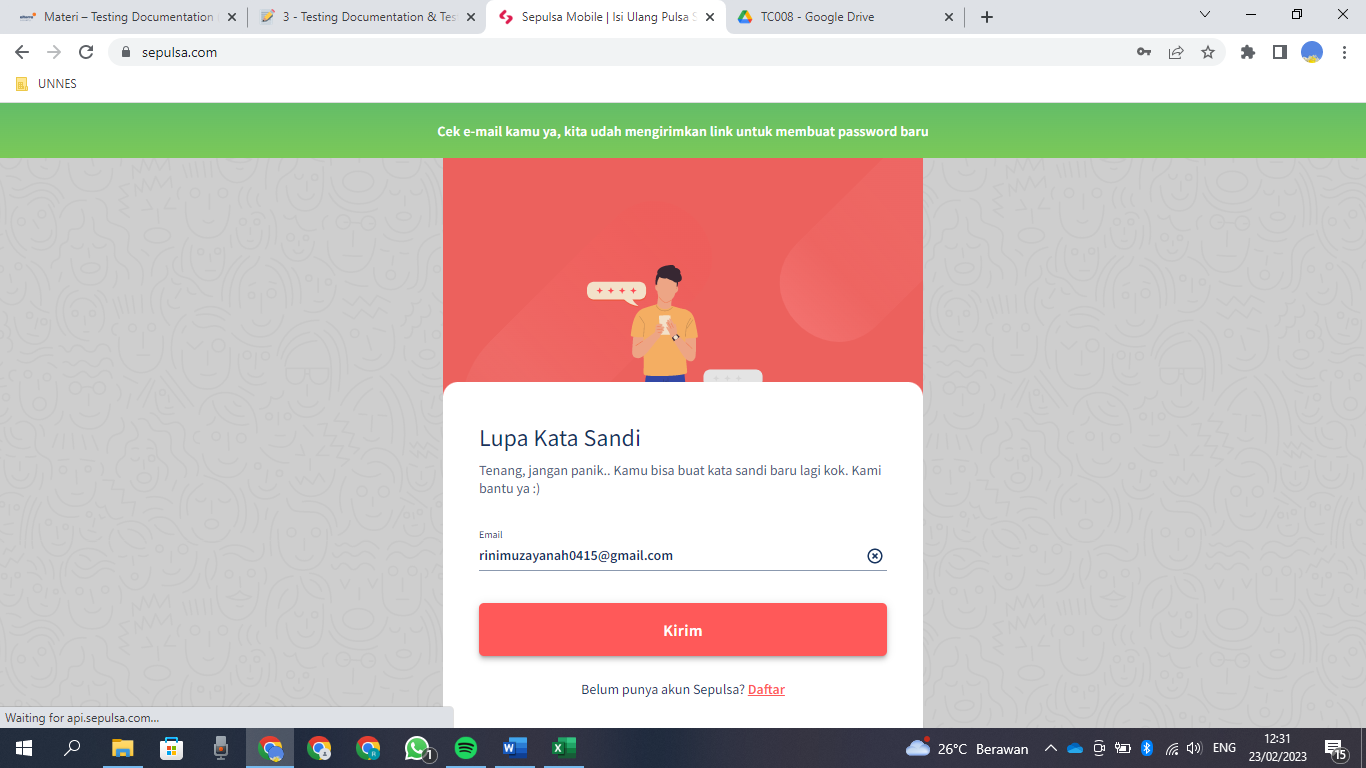 Materi – Testing Documentation
3 - Testing Documentation & Tes
Sepulsa Mobile | Isi Ulang Pulsa S
TC008 - Google Drive
sepulsa.com
UNNES
Cek e-mail kamu ya, kita udah mengirimkan link untuk membuat password baru
Lupa Kata Sandi
Tenang, jangan panik.. Kamu bisa buat kata sandi baru lagi kok. Kami
bantu ya :)
Email
rinimuzayanah0415@gmail.com
Kirim
Belum punya akun Sepulsa? Daftar
Waiting for api.sepulsa.com...
1
26°C Berawan
ENG
12:31
23/02/2023
15